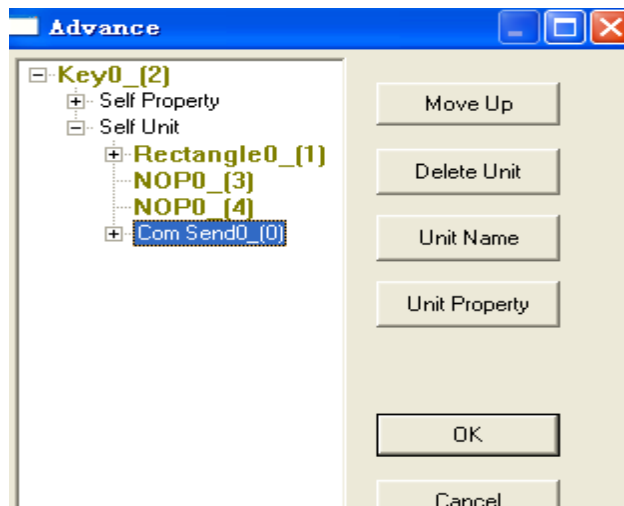 Advance
Key0_(2)
Self Property
Self Unit
Rectangle0_(1)
NOP0_(3)
NOP0_(4)
Com Send0_(0)
Move Up
Delete Unit
Unit Name
Unit Property
OK
Cancel